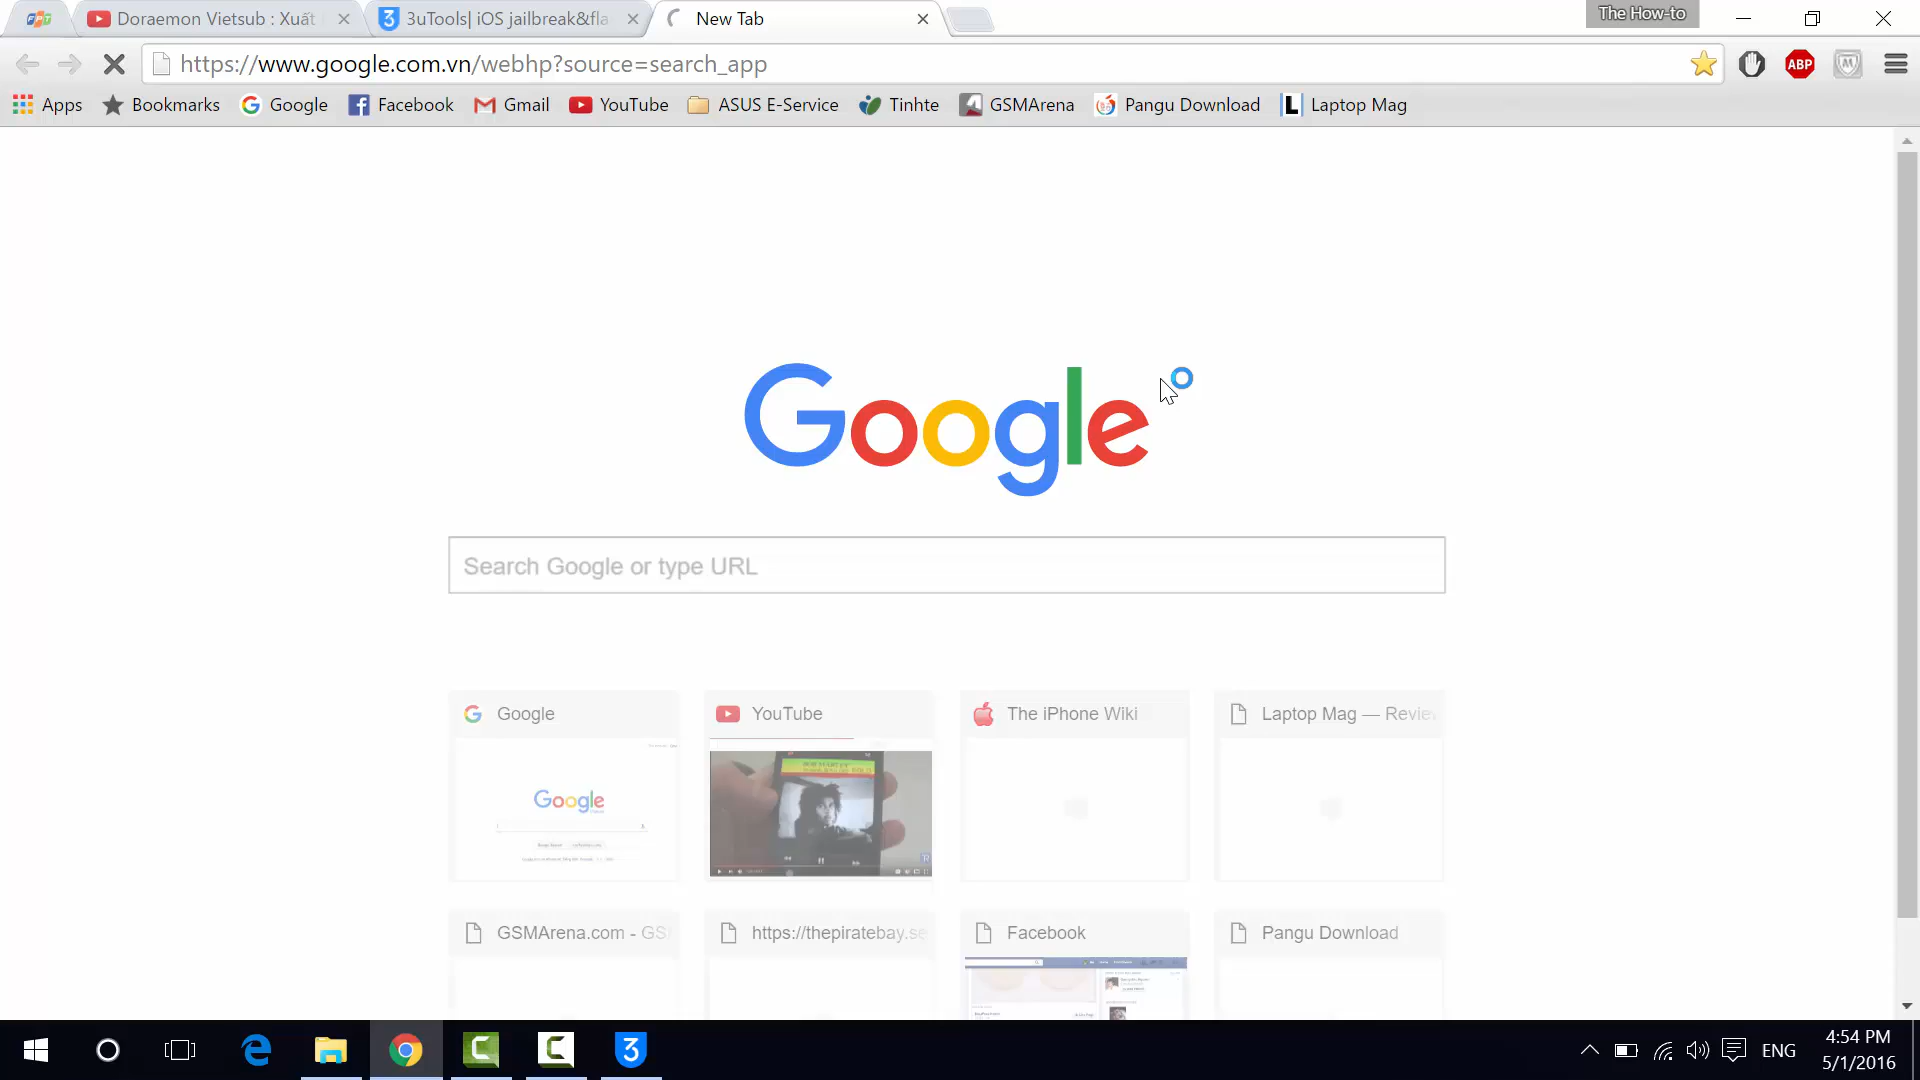 Doraemon Vietsub : Xuất
3uTools| iOS jailbreak&fla
New Tab
The How-to
https://www.google.com.vn/webhp?source=search_app
ABP
Apps
Bookmarks
Google
Facebook
Gmail
YouTube
ASUS E-Service
Tinhte
GSMArena
Pangu Download
Laptop Mag
Google
Search Google or type URL
Google
YouTube
The iPhone Wiki
Laptop Mag — Review
Google
GSMArena.com - GS
https://thepiratebay.se
Facebook
Pangu Download
ENG
4:54 PM
5/1/2016